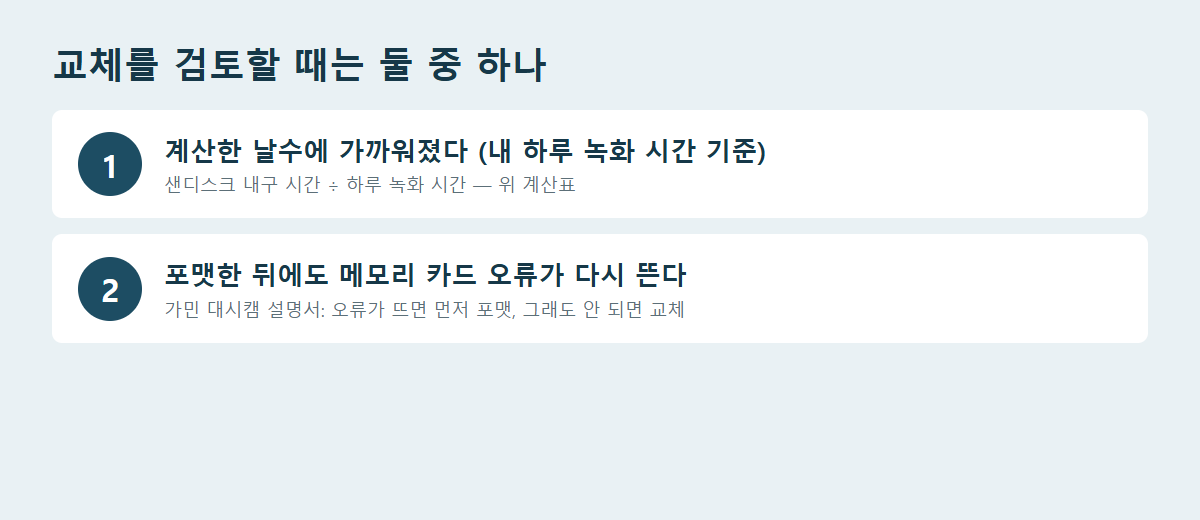 교체를 검토할 때는 둘 중 하나
1
계산한 날수에 가까워졌다 (내 하루 녹화 시간 기준)
샌디스크 내구 시간 ÷ 하루 녹화 시간 — 위 계산표
2
포맷한 뒤에도 메모리 카드 오류가 다시 뜬다
가민 대시캠 설명서: 오류가 뜨면 먼저 포맷, 그래도 안 되면 교체